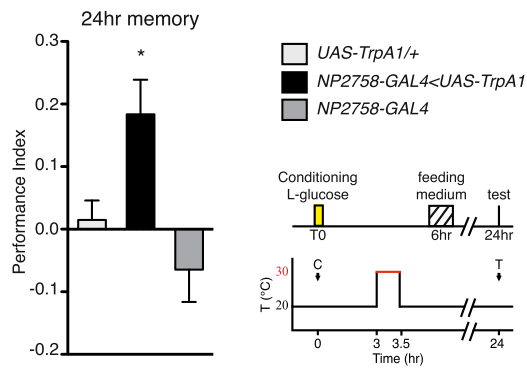 24hr memory
Performance Index
0.3
0.2
0.1
0.0
-0.1
-0.2
*
UAS-TrpA1/+
NP2758-GAL4<UAS-TrpA1
NP2758-GAL4
Conditioning
L-glucose
feeding
medium
test
T0
6hr
24hr
T (°C)
30
20
C
T
0
3
3.5
24
Time (hr)